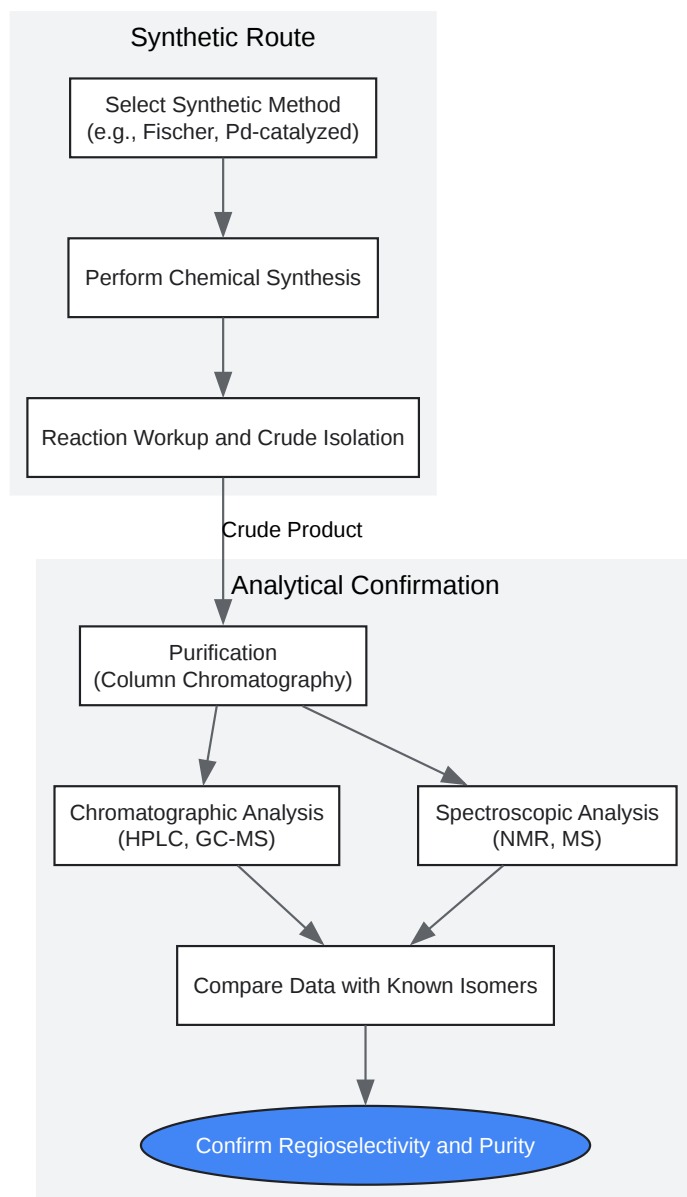 Synthetic Route
Select Synthetic Method
(e.g., Fischer, Pd-catalyzed)
Perform Chemical Synthesis
Reaction Workup and Crude Isolation
Crude Product
Analytical Confirmation
Purification
(Column Chromatography)
Chromatographic Analysis
(HPLC, GC-MS)
Spectroscopic Analysis
(NMR, MS)
Compare Data with Known Isomers
Confirm Regioselectivity and Purity